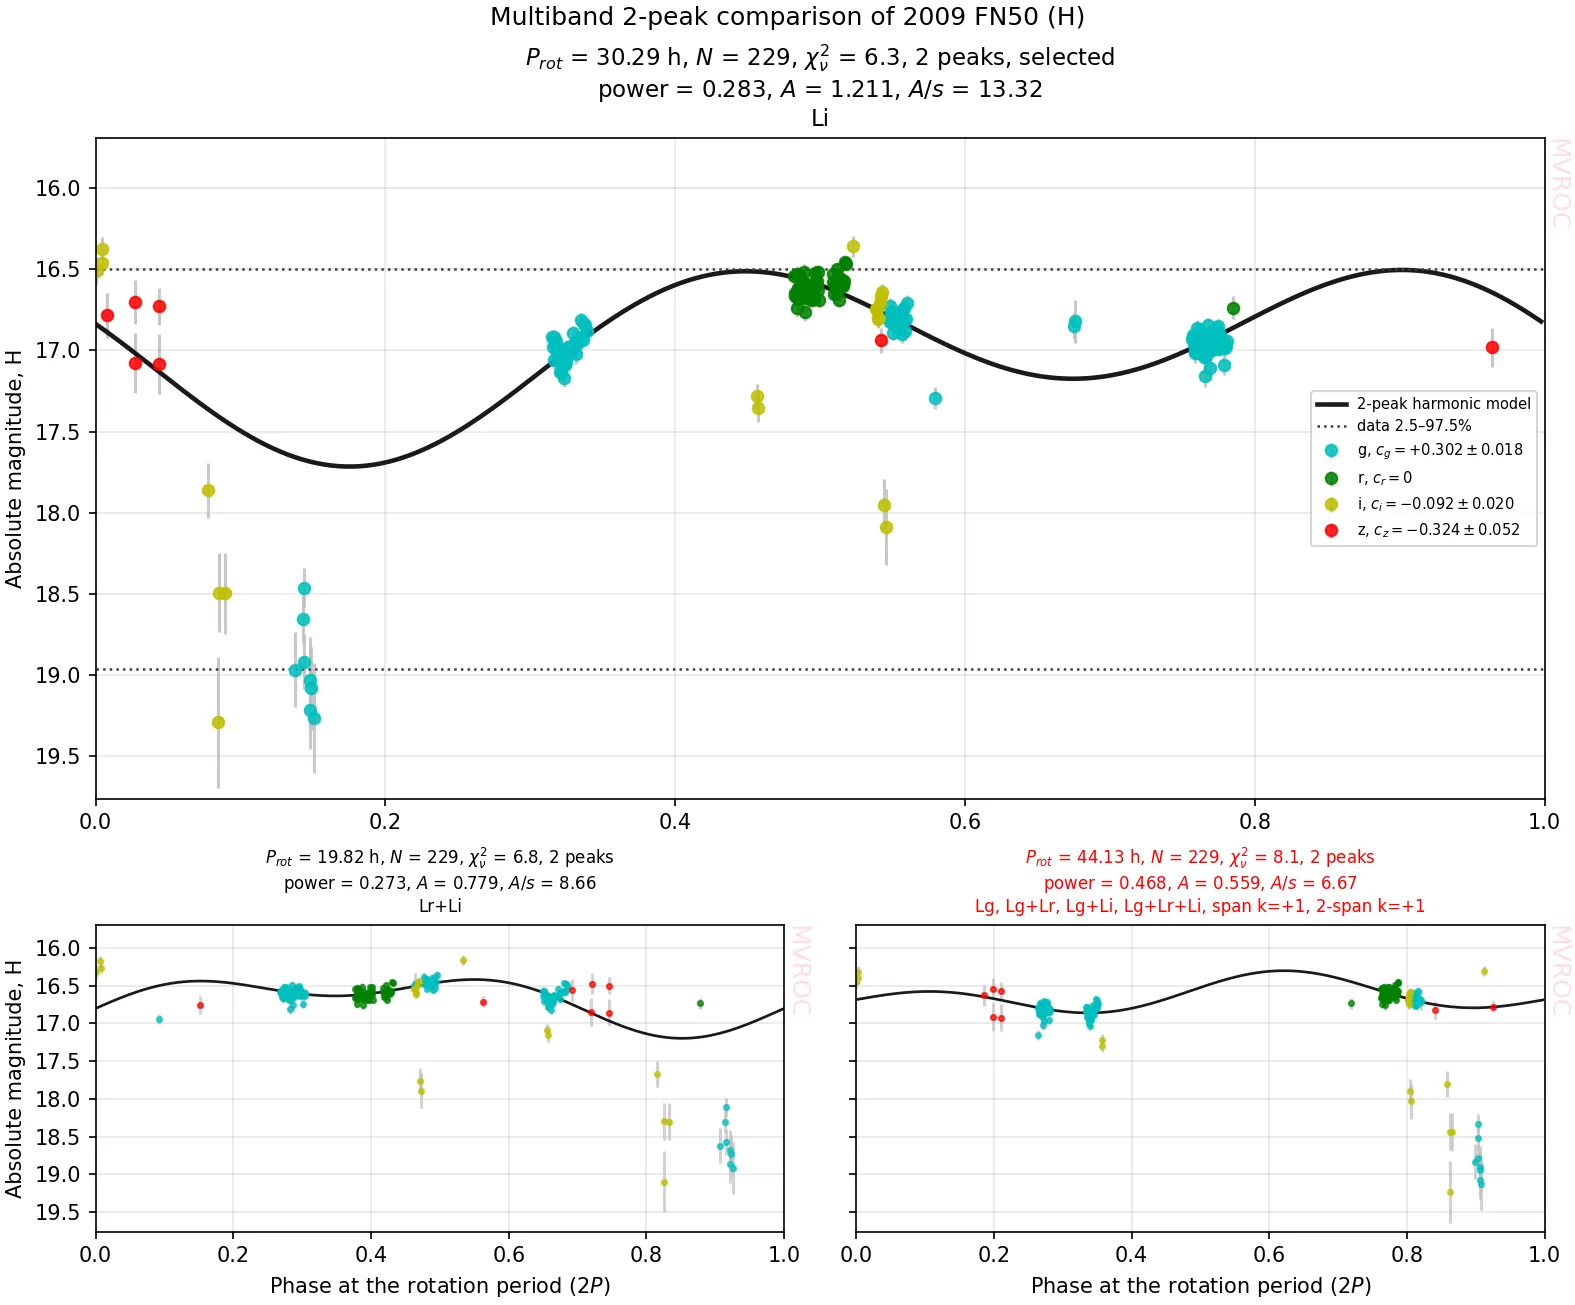 Multiband 2-peak comparison of 2009 FN50 (H)
P_rot = 30.29 h, N = 229, χ²_ν = 6.3, 2 peaks, selected
power = 0.283, A = 1.211, A/s = 13.32
Li
MVROC
Absolute magnitude, H
16.0
16.5
17.0
17.5
18.0
18.5
19.0
19.5
2-peak harmonic model
data 2.5–97.5%
g, c_g = +0.302 ± 0.018
r, c_r = 0
i, c_i = −0.092 ± 0.020
z, c_z = −0.324 ± 0.052
0.0 0.2 0.4 0.6 0.8 1.0
P_rot = 19.82 h, N = 229, χ²_ν = 6.8, 2 peaks
power = 0.273, A = 0.779, A/s = 8.66
Lr+Li
MVROC
Absolute magnitude, H
16.0
16.5
17.0
17.5
18.0
18.5
19.0
19.5
0.0 0.2 0.4 0.6 0.8 1.0
Phase at the rotation period (2P)
P_rot = 44.13 h, N = 229, χ²_ν = 8.1, 2 peaks
power = 0.468, A = 0.559, A/s = 6.67
Lg, Lg+Lr, Lg+Li, Lg+Lr+Li, span k=+1, 2-span k=+1
MVROC
0.0 0.2 0.4 0.6 0.8 1.0
Phase at the rotation period (2P)